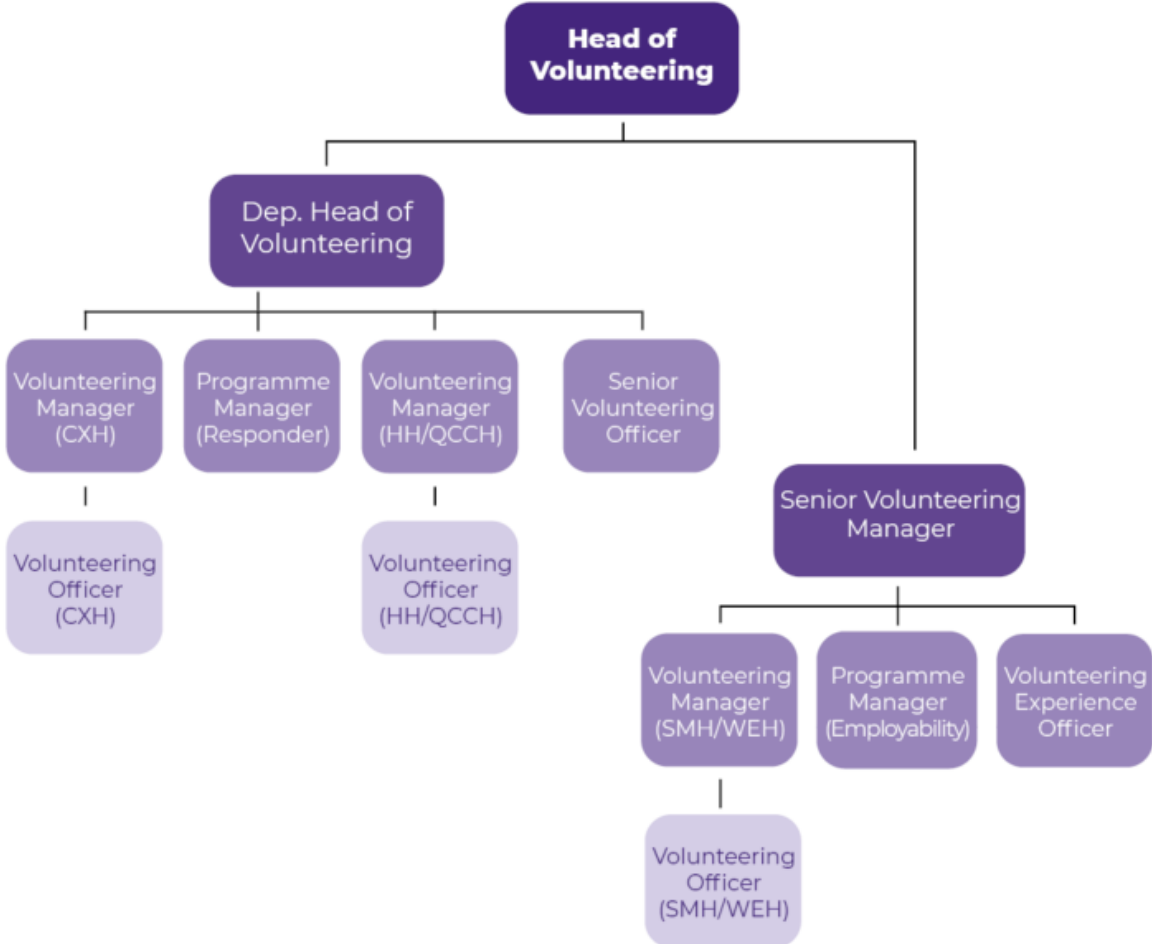 Head of
Volunteering
Dep. Head of
Volunteering
Volunteering
Manager
(CXH)
Programme
Manager
(Responder)
Volunteering
Manager
(HH/QCCH)
Senior
Volunteering
Officer
Volunteering
Officer
(CXH)
Volunteering
Officer
(HH/QCCH)
Senior Volunteering
Manager
Volunteering
Manager
(SMH/WEH)
Programme
Manager
(Employability)
Volunteering
Experience
Officer
Volunteering
Officer
(SMH/WEH)